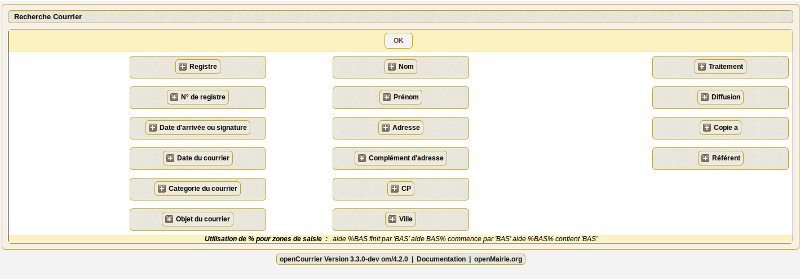 Recherche Courrier
OK
Registre
Nom
Traitement
N° de registre
Prénom
Diffusion
Date d'arrivée ou signature
Adresse
Copie a
Date du courrier
Complément d'adresse
Référent
Categorie du courrier
CP
Objet du courrier
Ville
Utilisation de % pour zones de saisie : aide %BAS finit par 'BAS' aide BAS% commence par 'BAS' aide %BAS% contient 'BAS'
openCourrier Version 3.3.0-dev om/4.2.0 | Documentation | openMairie.org